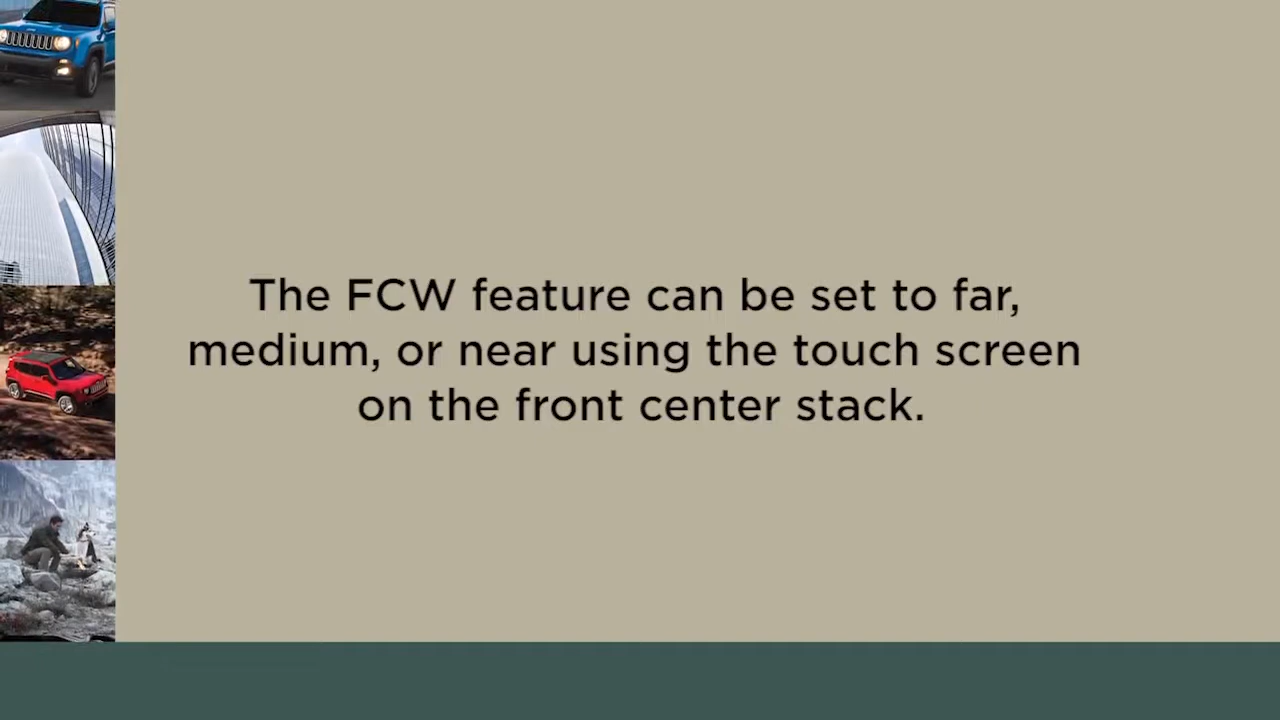 The FCW feature can be set to far,
medium, or near using the touch screen
on the front center stack.